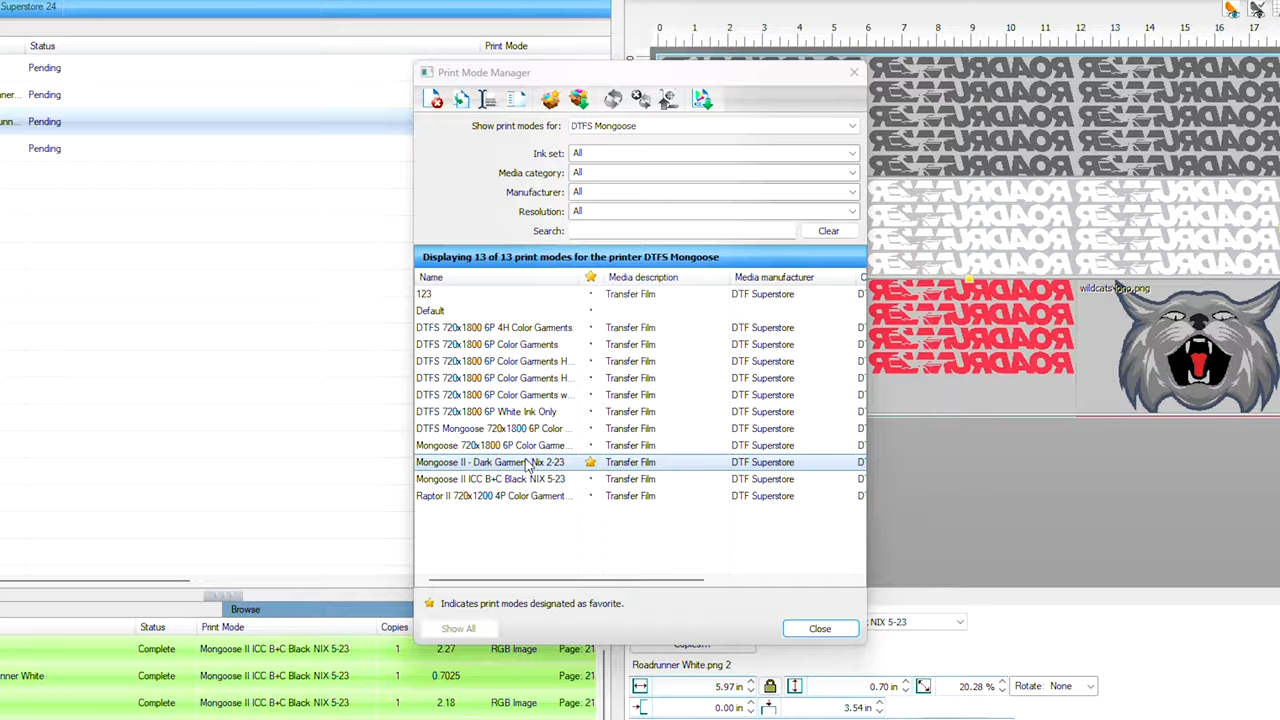 Superstore 24
Status
Print Mode
Pending
Pending
Pending
Pending
Print Mode Manager
Show print modes for: DTFS Mongoose
Ink set: All
Media category: All
Manufacturer: All
Resolution: All
Search:
Clear
Displaying 13 of 13 print modes for the printer DTFS Mongoose
Name Media description Media manufacturer
123 Transfer Film DTF Superstore
Default
DTFS 720x1800 6P 4H Color Garments Transfer Film DTF Superstore
DTFS 720x1800 6P Color Garments Transfer Film DTF Superstore
DTFS 720x1800 6P Color Garments H... Transfer Film DTF Superstore
DTFS 720x1800 6P Color Garments H... Transfer Film DTF Superstore
DTFS 720x1800 6P Color Garments w... Transfer Film DTF Superstore
DTFS 720x1800 6P White Ink Only Transfer Film DTF Superstore
DTFS Mongoose 720x1800 6P Color ... Transfer Film DTF Superstore
Mongoose 720x1800 6P Color Garme... Transfer Film DTF Superstore
Mongoose II - Dark Garment Nix 2-23 Transfer Film DTF Superstore
Mongoose II ICC B+C Black NIX 5-23 Transfer Film DTF Superstore
Raptor II 720x1200 4P Color Garment... Transfer Film DTF Superstore
Indicates print modes designated as favorite.
Show All
Close
0 1 2 3 4 5 6 7 8 9 10 11 12 13 14 15 16 17
wildcats logo.png
Browse
Status Print Mode Copies
Complete Mongoose II ICC B+C Black NIX 5-23 1 2.27 RGB Image Page: 21
nner White Complete Mongoose II ICC B+C Black NIX 5-23 1 0.7025 RGB Image Page: 21
Complete Mongoose II ICC B+C Black NIX 5-23 1 2.18 RGB Image Page: 21
NIX 5-23
Copies...
Roadrunner White.png 2
5.97 in 0.70 in 20.28 % Rotate: None
0.00 in 3.54 in